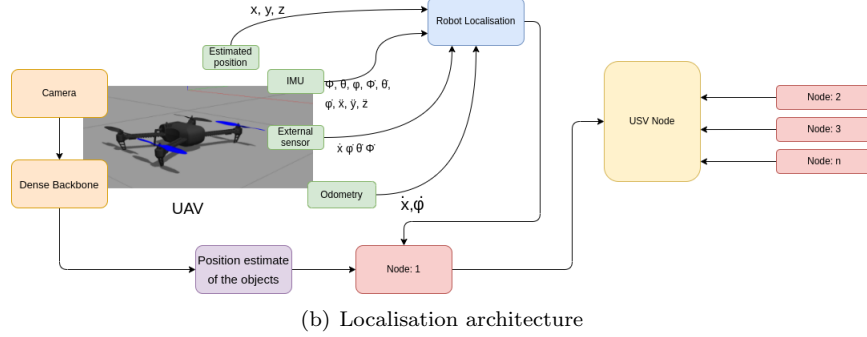 x, y, z
Robot Localisation
Estimated
position
IMU
Φ, θ, φ, Φ̇, θ̇,
φ̇, ẍ, ÿ, z̈
Camera
External
sensor
ẋ φ̇ θ̇ Φ̇
Dense Backbone
UAV
Odometry
ẋ,φ̇
USV Node
Node: 2
Node: 3
Node: n
Position estimate
of the objects
Node: 1
(b) Localisation architecture